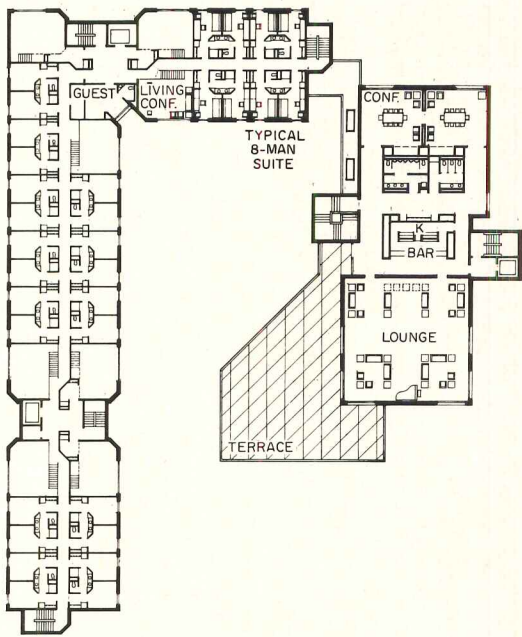 GUEST
LIVING
CONF.
TYPICAL
8-MAN
SUITE
CONF.
K
BAR
LOUNGE
TERRACE